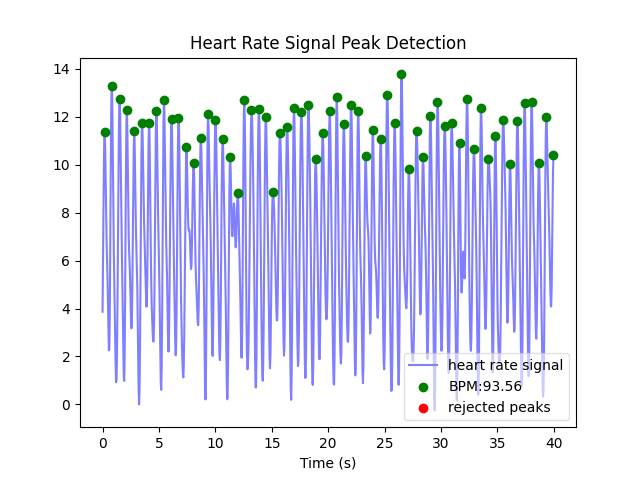 Heart Rate Signal Peak Detection
14
12
10
8
6
4
2
0
heart rate signal
BPM:93.56
rejected peaks
0 5 10 15 20 25 30 35 40
Time (s)